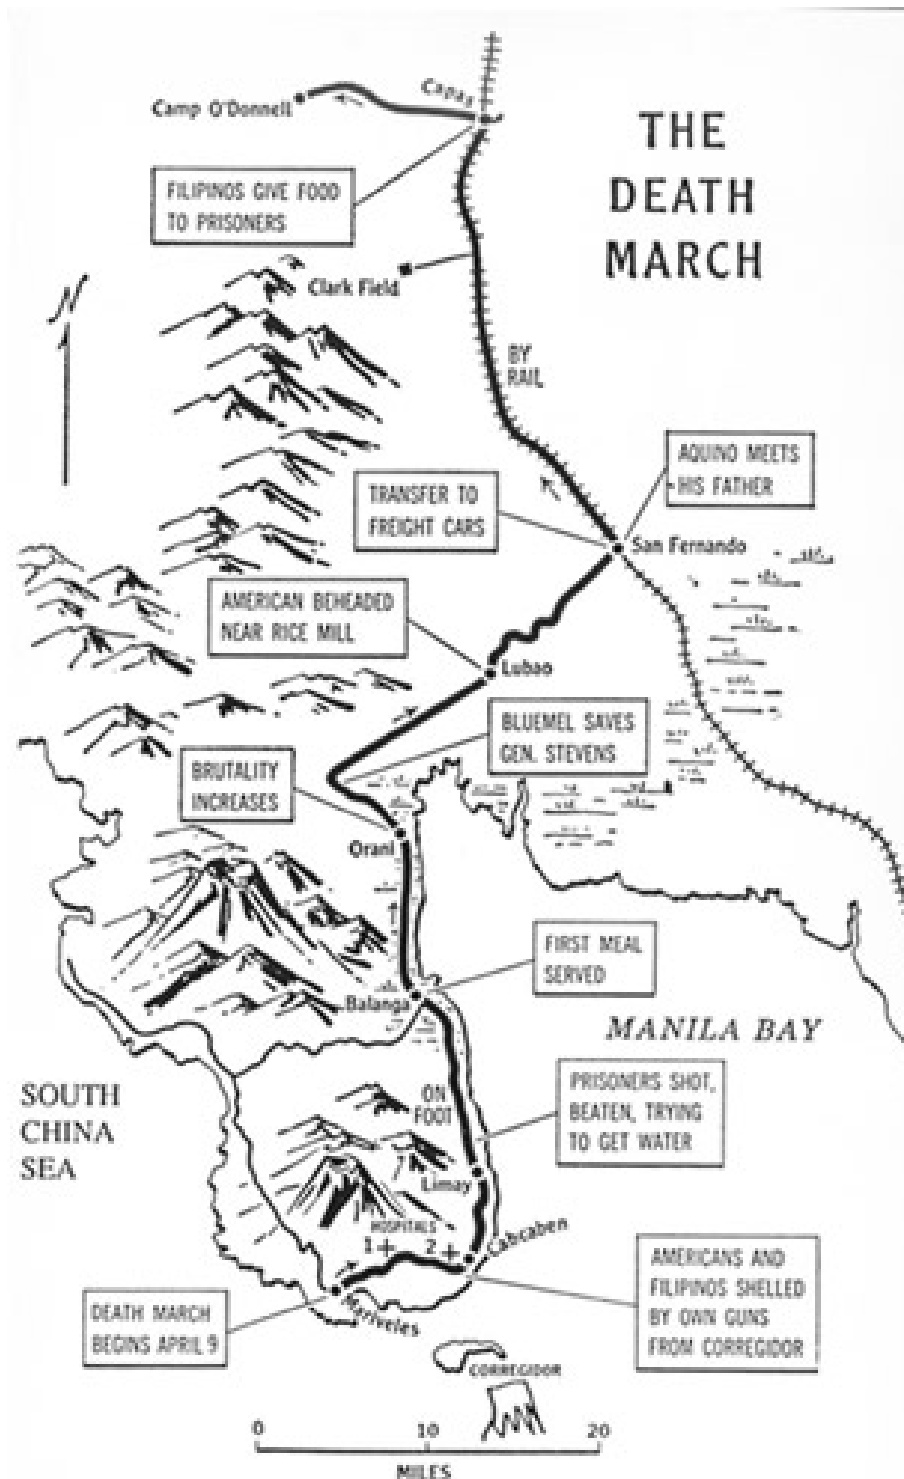 Capas
Camp O'Donnell
THE
DEATH
MARCH
FILIPINOS GIVE FOOD
TO PRISONERS
Clark Field
N
BY
RAIL
AQUINO MEETS
HIS FATHER
TRANSFER TO
FREIGHT CARS
San Fernando
AMERICAN BEHEADED
NEAR RICE MILL
Lubao
BLUEMEL SAVES
GEN. STEVENS
BRUTALITY
INCREASES
Orani
FIRST MEAL
SERVED
Balanga
MANILA BAY
SOUTH
CHINA
SEA
ON
FOOT
PRISONERS SHOT,
BEATEN, TRYING
TO GET WATER
Limay
HOSPITALS
1 2
Cabcaben
AMERICANS AND
FILIPINOS SHELLED
BY OWN GUNS
FROM CORREGIDOR
DEATH MARCH
BEGINS APRIL 9
Mariveles
CORREGIDOR
0 10 20
MILES